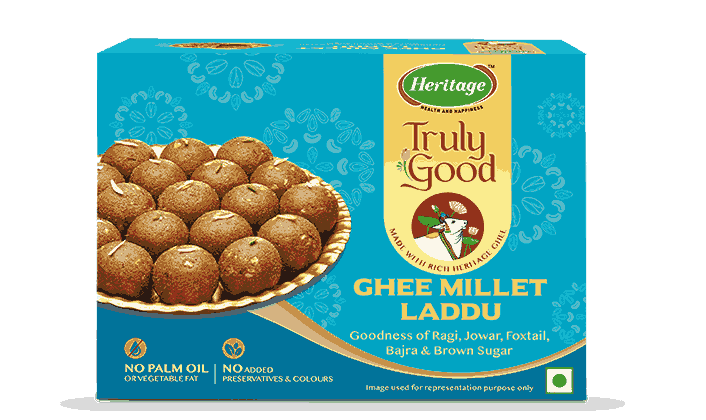 Heritage
TM
HEALTH AND HAPPINESS
Truly
Good
MADE WITH RICH HERITAGE GHEE
GHEE MILLET
LADDU
Goodness of Ragi, Jowar, Foxtail,
Bajra & Brown Sugar
NO PALM OIL
OR VEGETABLE FAT
NO ADDED
PRESERVATIVES & COLOURS
Image used for representation purpose only